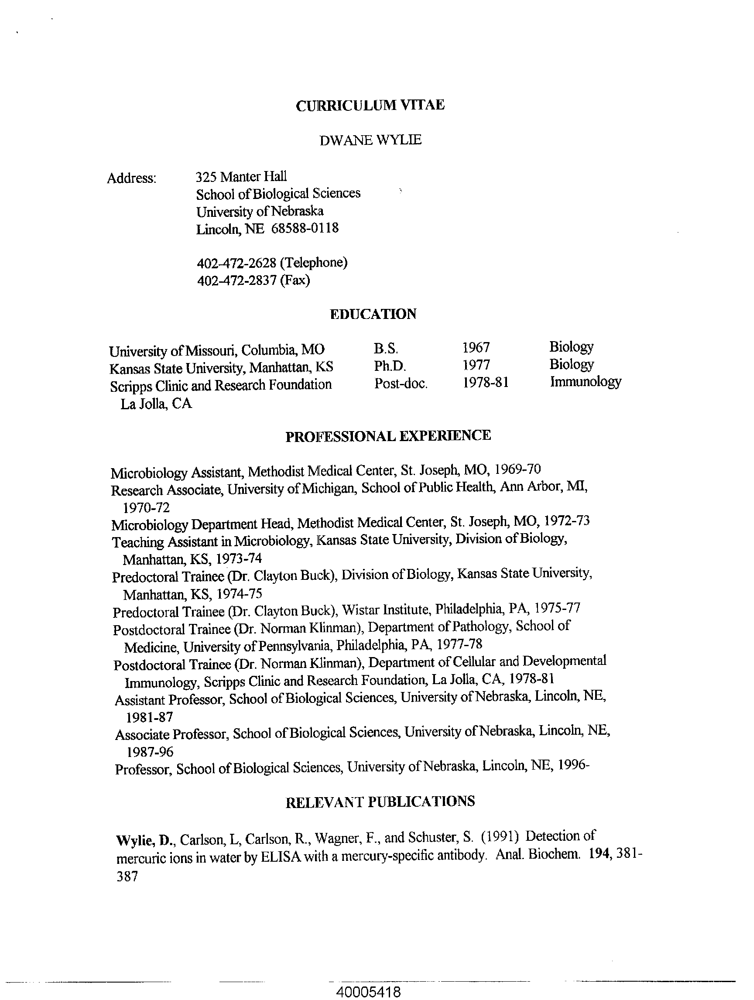 CURRICULUM VITAE
DWANE WYLIE
Address: 325 Manter Hall
School of Biological Sciences
University of Nebraska
Lincoln, NE 68588-0118
402-472-2628 (Telephone)
402-472-2837 (Fax)
EDUCATION
University of Missouri, Columbia, MO B.S. 1967 Biology
Kansas State University, Manhattan, KS Ph.D. 1977 Biology
Scripps Clinic and Research Foundation Post-doc. 1978-81 Immunology
La Jolla, CA
PROFESSIONAL EXPERIENCE
Microbiology Assistant, Methodist Medical Center, St. Joseph, MO, 1969-70
Research Associate, University of Michigan, School of Public Health, Ann Arbor, MI,
1970-72
Microbiology Department Head, Methodist Medical Center, St. Joseph, MO, 1972-73
Teaching Assistant in Microbiology, Kansas State University, Division of Biology,
Manhattan, KS, 1973-74
Predoctoral Trainee (Dr. Clayton Buck), Division of Biology, Kansas State University,
Manhattan, KS, 1974-75
Predoctoral Trainee (Dr. Clayton Buck), Wistar Institute, Philadelphia, PA, 1975-77
Postdoctoral Trainee (Dr. Norman Klinman), Department of Pathology, School of
Medicine, University of Pennsylvania, Philadelphia, PA, 1977-78
Postdoctoral Trainee (Dr. Norman Klinman), Department of Cellular and Developmental
Immunology, Scripps Clinic and Research Foundation, La Jolla, CA, 1978-81
Assistant Professor, School of Biological Sciences, University of Nebraska, Lincoln, NE,
1981-87
Associate Professor, School of Biological Sciences, University of Nebraska, Lincoln, NE,
1987-96
Professor, School of Biological Sciences, University of Nebraska, Lincoln, NE, 1996-
RELEVANT PUBLICATIONS
Wylie, D., Carlson, L, Carlson, R., Wagner, F., and Schuster, S. (1991) Detection of
mercuric ions in water by ELISA with a mercury-specific antibody. Anal. Biochem. 194, 381-
387
40005418